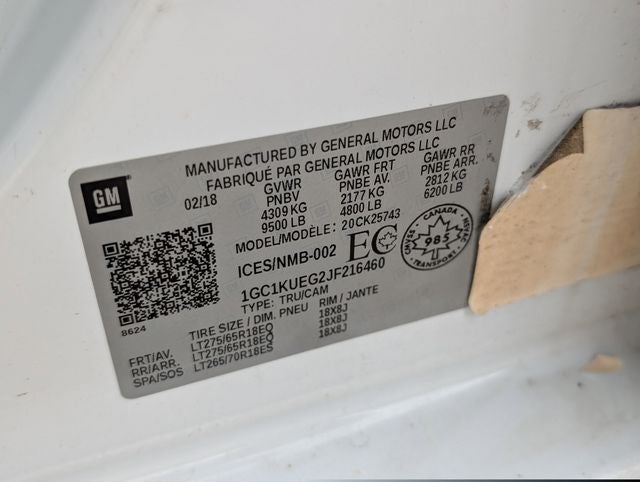 GM
MANUFACTURED BY GENERAL MOTORS LLC
FABRIQUÉ PAR GENERAL MOTORS LLC
02/18 GVWR GAWR FRT GAWR RR
PNBV PNBE AV. PNBE ARR.
4309 KG 2177 KG 2812 KG
9500 LB 4800 LB 6200 LB
MODEL/MODÈLE: 20CK25743
ICES/NMB-002 EC
CANADA
985
1GC1KUEG2JF216460
TYPE: TRU/CAM
8624
TIRE SIZE / DIM. PNEU RIM / JANTE
FRT/AV. LT275/65R18EQ 18X8J
RR/ARR. LT275/65R18EQ 18X8J
SPA/SOS LT265/70R18ES 18X8J